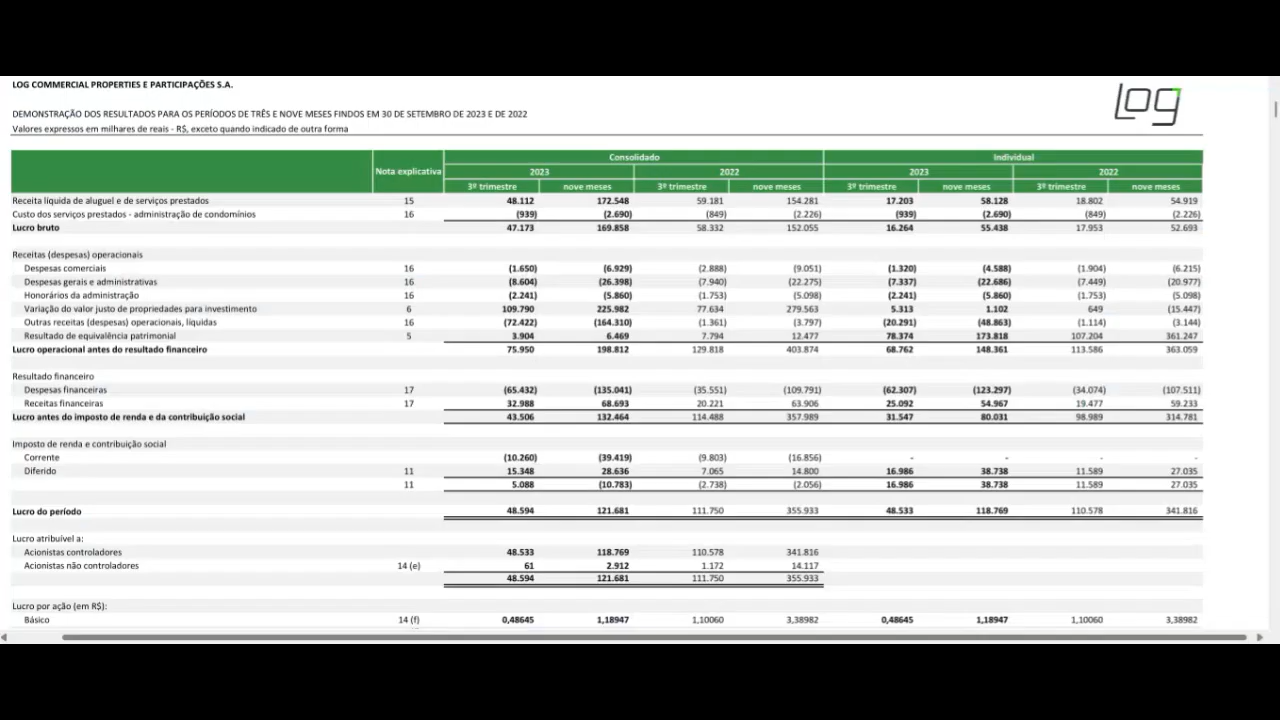 LOG COMMERCIAL PROPERTIES E PARTICIPAÇÕES S.A.
log
DEMONSTRAÇÃO DOS RESULTADOS PARA OS PERÍODOS DE TRÊS E NOVE MESES FINDOS EM 30 DE SETEMBRO DE 2023 E DE 2022
Valores expressos em milhares de reais - R$, exceto quando indicado de outra forma
Consolidado Individual
Nota explicativa 2023 2022 2023 2022
3º trimestre nove meses 3º trimestre nove meses 3º trimestre nove meses 3º trimestre nove meses
Receita líquida de aluguel e de serviços prestados 15 48.112 172.548 59.181 154.281 17.203 58.128 18.802 54.919
Custo dos serviços prestados - administração de condomínios 16 (939) (2.690) (849) (2.226) (939) (2.690) (849) (2.226)
Lucro bruto 47.173 169.858 58.332 152.055 16.264 55.438 17.953 52.693
Receitas (despesas) operacionais
Despesas comerciais 16 (1.650) (6.929) (2.888) (9.051) (1.320) (4.588) (1.904) (6.215)
Despesas gerais e administrativas 16 (8.604) (26.398) (7.940) (22.275) (7.337) (22.686) (7.449) (20.977)
Honorários da administração 16 (2.241) (5.860) (1.753) (5.098) (2.241) (5.860) (1.753) (5.098)
Variação do valor justo de propriedades para investimento 6 109.790 225.982 77.634 279.563 5.313 1.102 649 (15.447)
Outras receitas (despesas) operacionais, líquidas 16 (72.422) (164.310) (1.361) (3.797) (20.291) (48.863) (1.114) (3.144)
Resultado de equivalência patrimonial 5 3.904 6.469 7.794 12.477 78.374 173.818 107.204 361.247
Lucro operacional antes do resultado financeiro 75.950 198.812 129.818 403.874 68.762 148.361 113.586 363.059
Resultado financeiro
Despesas financeiras 17 (65.432) (135.041) (35.551) (109.791) (62.307) (123.297) (34.074) (107.511)
Receitas financeiras 17 32.988 68.693 20.221 63.906 25.092 54.967 19.477 59.233
Lucro antes do imposto de renda e da contribuição social 43.506 132.464 114.488 357.989 31.547 80.031 98.989 314.781
Imposto de renda e contribuição social
Corrente (10.260) (39.419) (9.803) (16.856) - - - -
Diferido 11 15.348 28.636 7.065 14.800 16.986 38.738 11.589 27.035
11 5.088 (10.783) (2.738) (2.056) 16.986 38.738 11.589 27.035
Lucro do período 48.594 121.681 111.750 355.933 48.533 118.769 110.578 341.816
Lucro atribuível a:
Acionistas controladores 48.533 118.769 110.578 341.816
Acionistas não controladores 14 (e) 61 2.912 1.172 14.117
48.594 121.681 111.750 355.933
Lucro por ação (em R$):
Básico 14 (f) 0,48645 1,18947 1,10060 3,38982 0,48645 1,18947 1,10060 3,38982